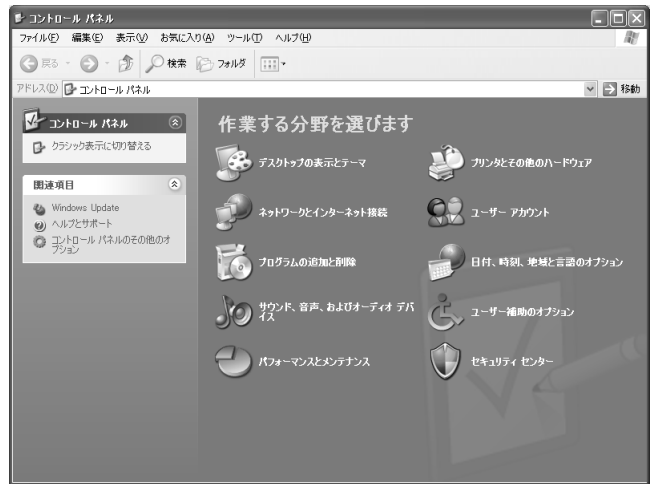 コントロール パネル
ファイル(F) 編集(E) 表示(V) お気に入り(A) ツール(T) ヘルプ(H)
戻る 検索 フォルダ
アドレス(D) コントロール パネル 移動
コントロール パネル
クラシック表示に切り替える
関連項目
Windows Update
ヘルプとサポート
コントロール パネルのその他のオ
プション
作業する分野を選びます
デスクトップの表示とテーマ
プリンタとその他のハードウェア
ネットワークとインターネット接続
ユーザー アカウント
プログラムの追加と削除
日付、時刻、地域と言語のオプション
サウンド、音声、およびオーディオ デバ
イス
ユーザー補助のオプション
パフォーマンスとメンテナンス
セキュリティ センター